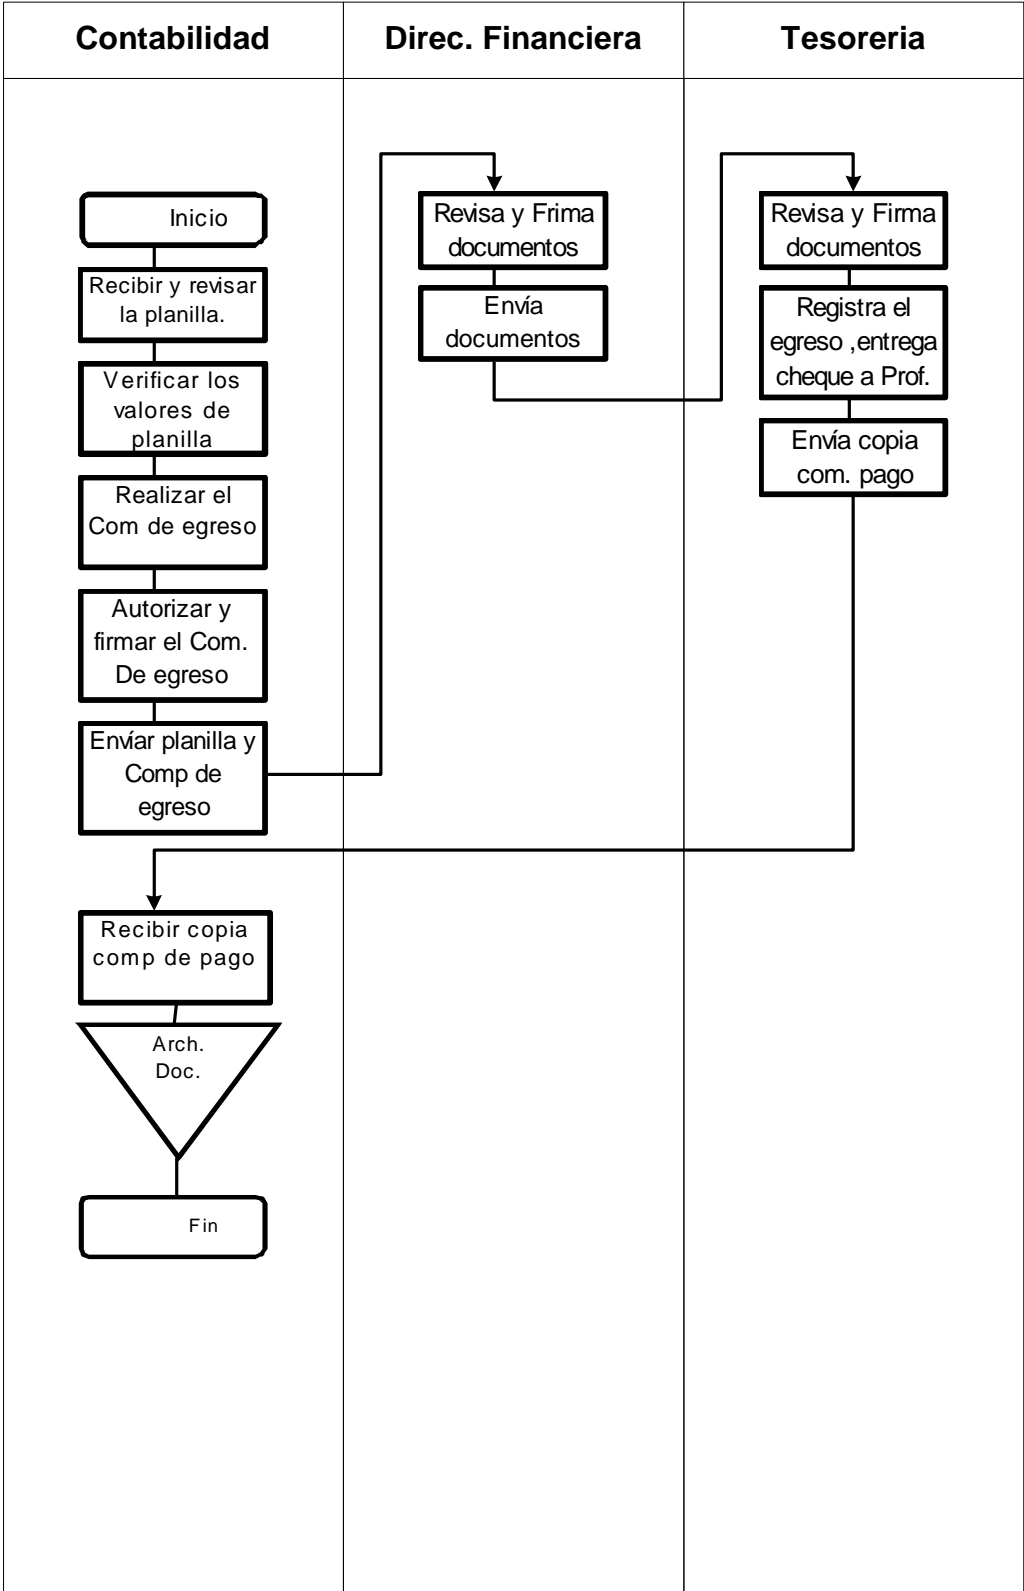 Contabilidad
Direc. Financiera
Tesoreria
Inicio
Recibir y revisar
la planilla.
Verificar los
valores de
planilla
Realizar el
Com de egreso
Autorizar y
firmar el Com.
De egreso
Envíar planilla y
Comp de
egreso
Revisa y Frima
documentos
Envía
documentos
Revisa y Firma
documentos
Registra el
egreso ,entrega
cheque a Prof.
Envía copia
com. pago
Recibir copia
comp de pago
Arch.
Doc.
Fin